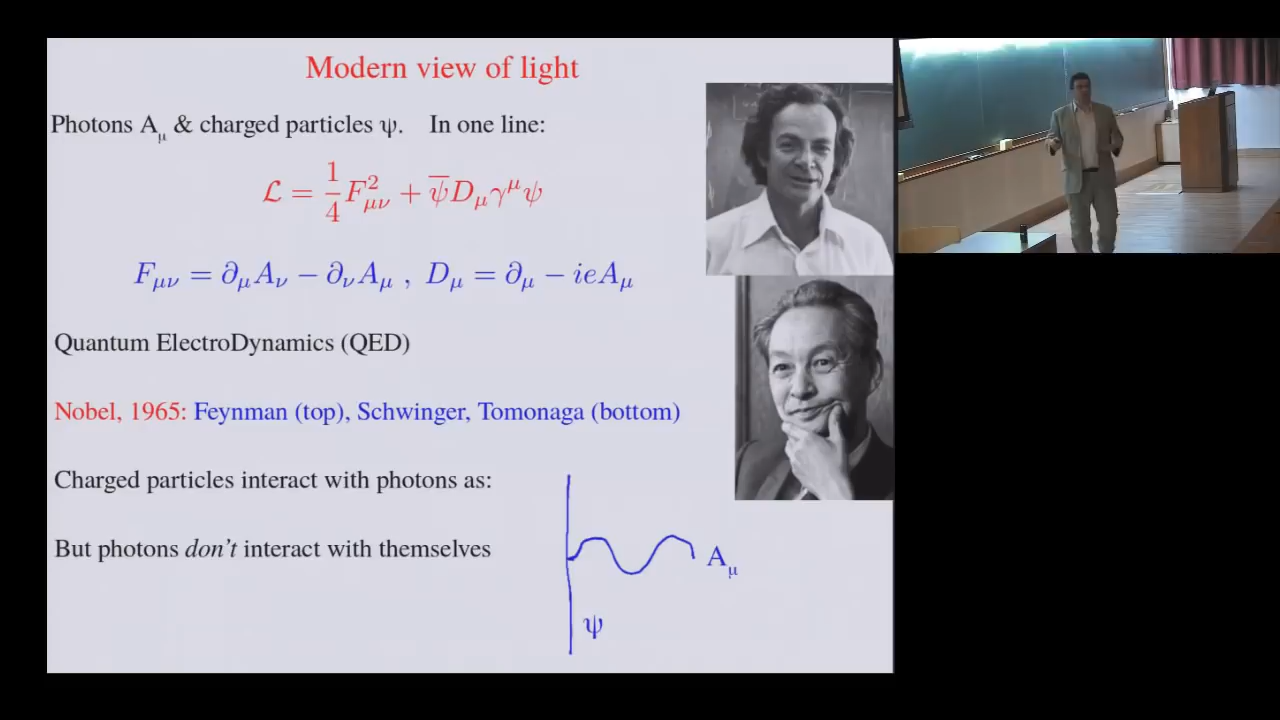 Modern view of light
Photons A_μ & charged particles ψ. In one line:
ℒ = 1/4 F²_μν + ψ̄D_μγ^μψ
F_μν = ∂_μA_ν − ∂_νA_μ , D_μ = ∂_μ − ieA_μ
Quantum ElectroDynamics (QED)
Nobel, 1965: Feynman (top), Schwinger, Tomonaga (bottom)
Charged particles interact with photons as:
But photons don't interact with themselves
A_μ
ψ